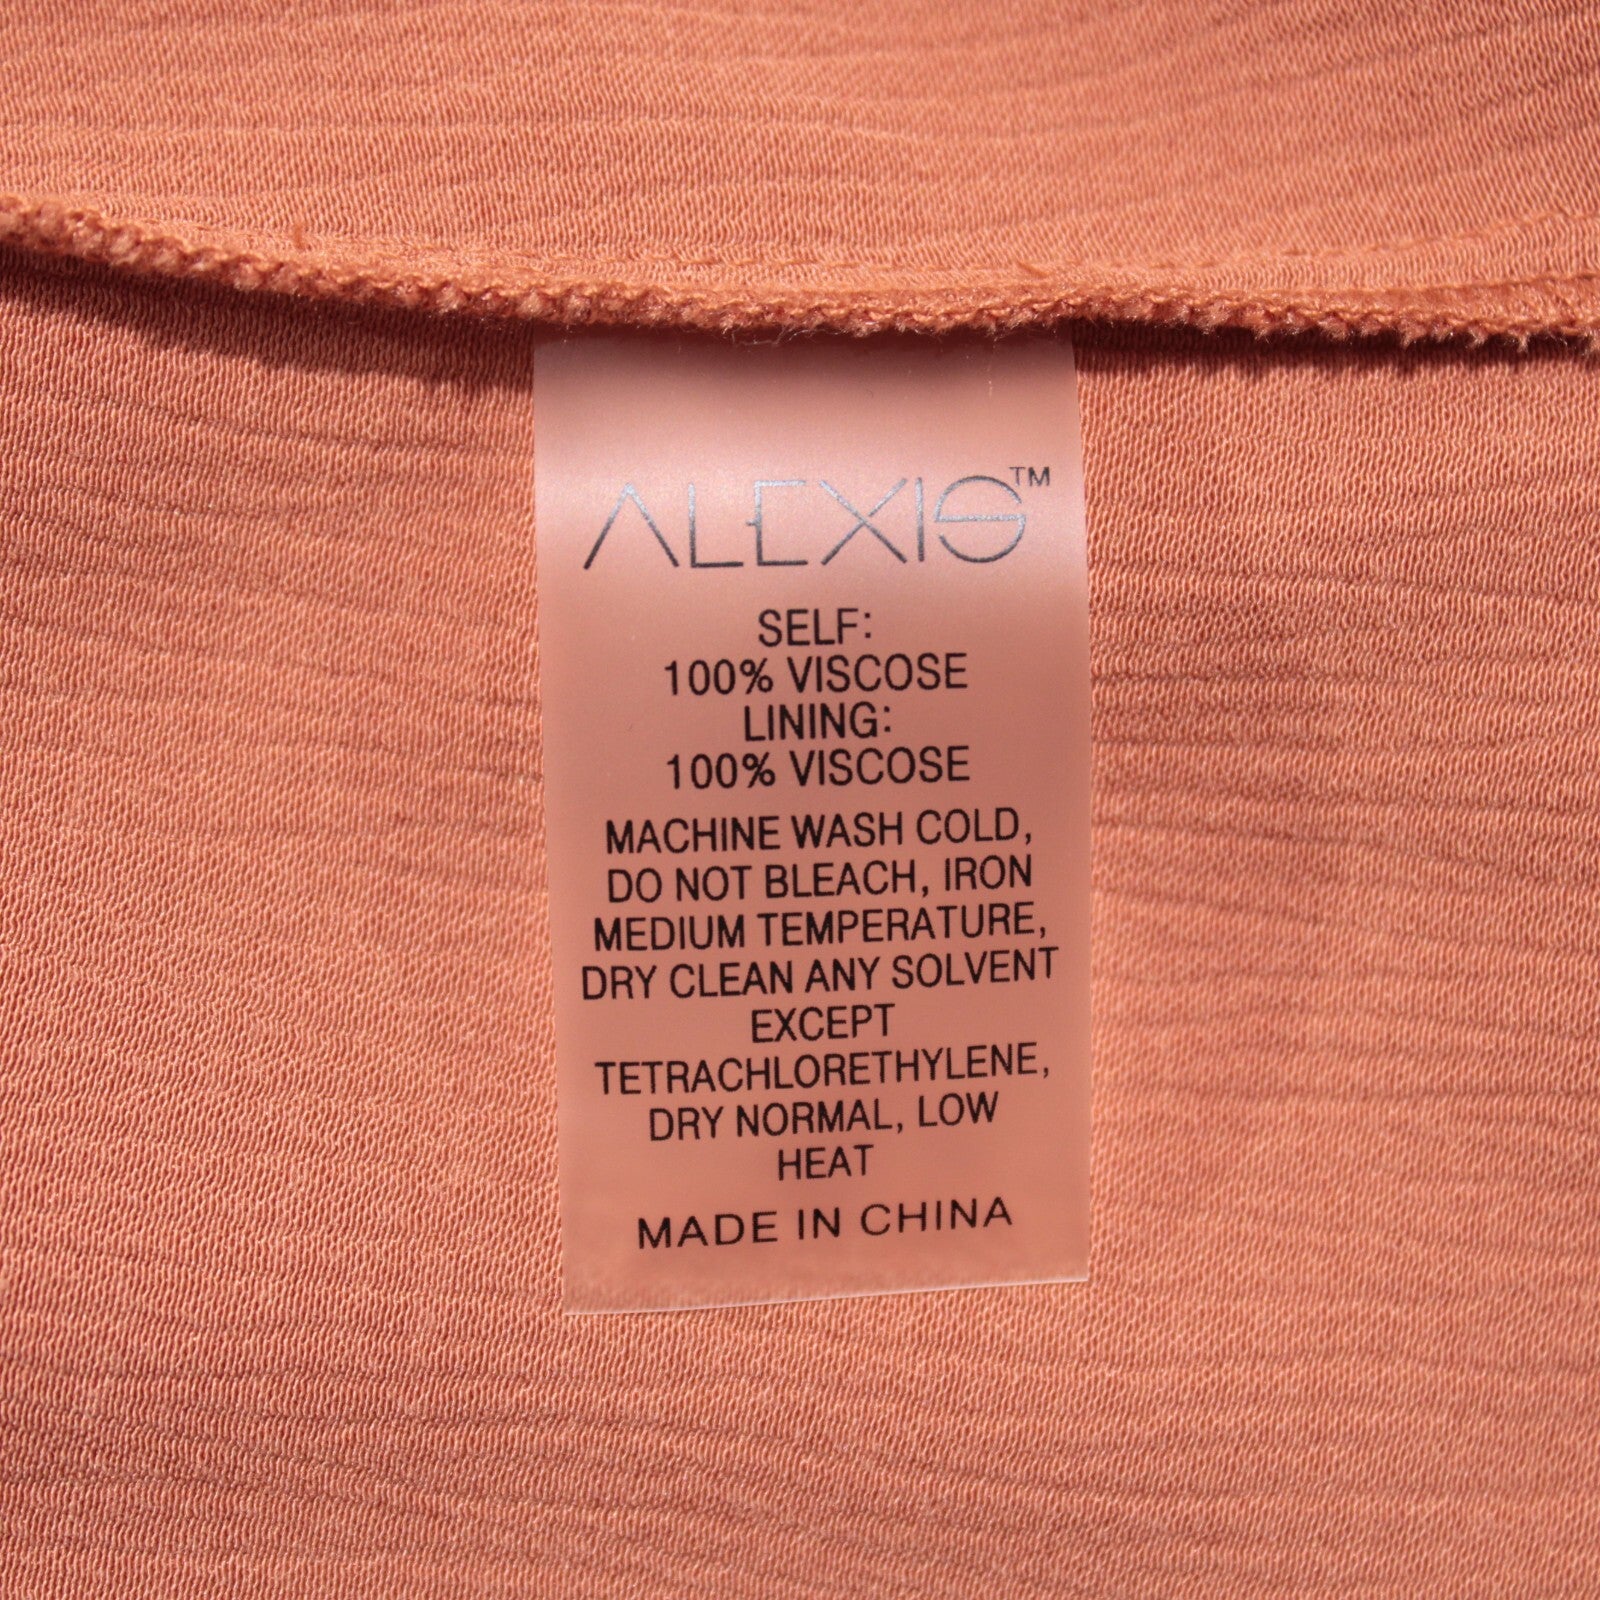 ALEXIS™
SELF:
100% VISCOSE
LINING:
100% VISCOSE
MACHINE WASH COLD,
DO NOT BLEACH, IRON
MEDIUM TEMPERATURE,
DRY CLEAN ANY SOLVENT
EXCEPT
TETRACHLORETHYLENE,
DRY NORMAL, LOW
HEAT
MADE IN CHINA